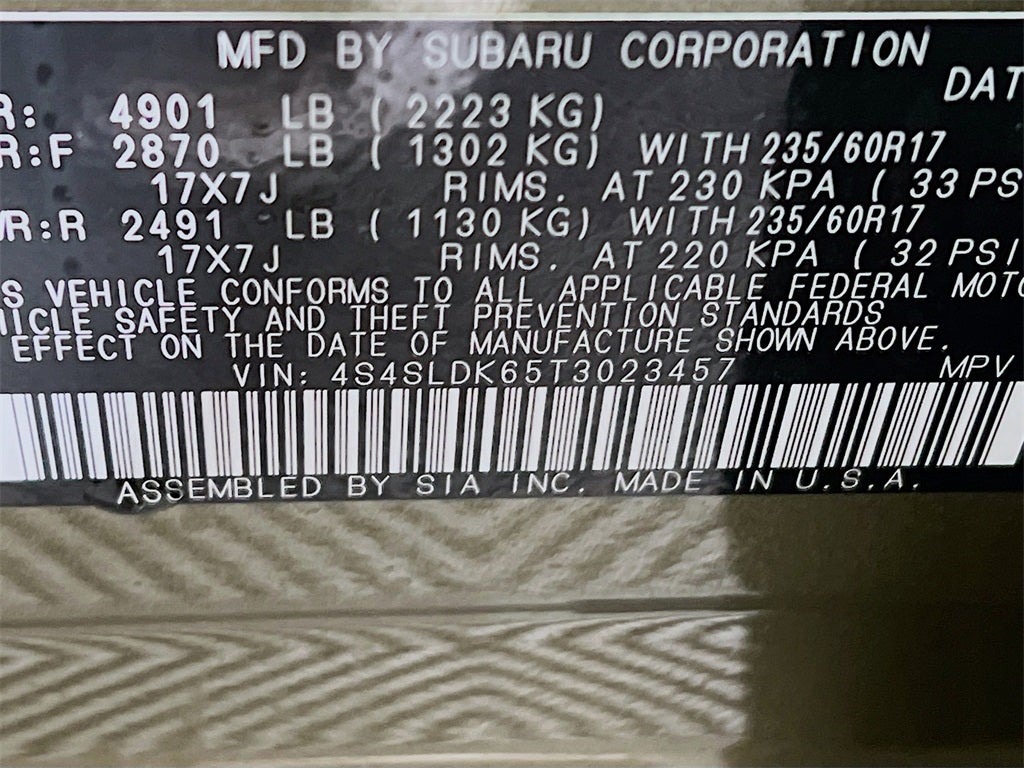 MFD BY SUBARU CORPORATION
DAT
R: 4901 LB ( 2223 KG)
R:F 2870 LB ( 1302 KG) WITH 235/60R17
17X7J RIMS. AT 230 KPA ( 33 PS
WR:R 2491 LB ( 1130 KG) WITH 235/60R17
17X7J RIMS. AT 220 KPA ( 32 PSI
S VEHICLE CONFORMS TO ALL APPLICABLE FEDERAL MOTO
HICLE SAFETY AND THEFT PREVENTION STANDARDS
EFFECT ON THE DATE OF MANUFACTURE SHOWN ABOVE.
VIN: 4S4SLDK65T3023457 MPV
ASSEMBLED BY SIA INC. MADE IN U.S.A.